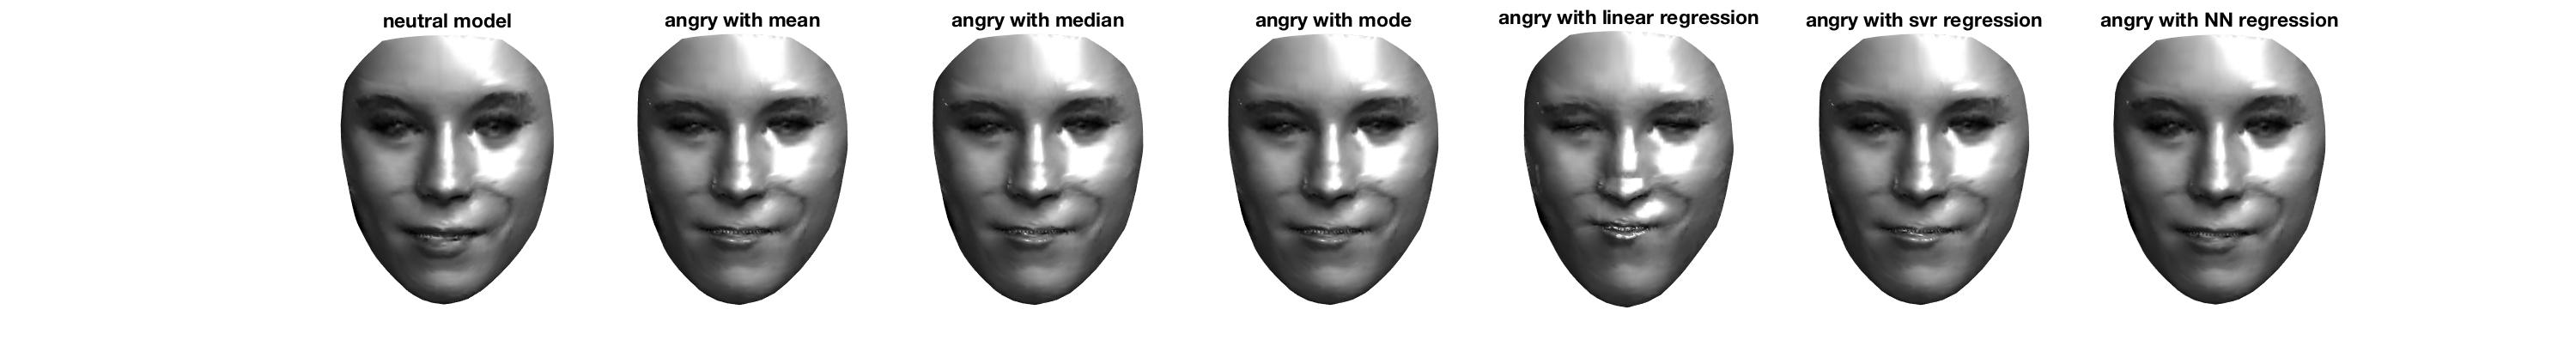 neutral model
angry with mean
angry with median
angry with mode
angry with linear regression
angry with svr regression
angry with NN regression